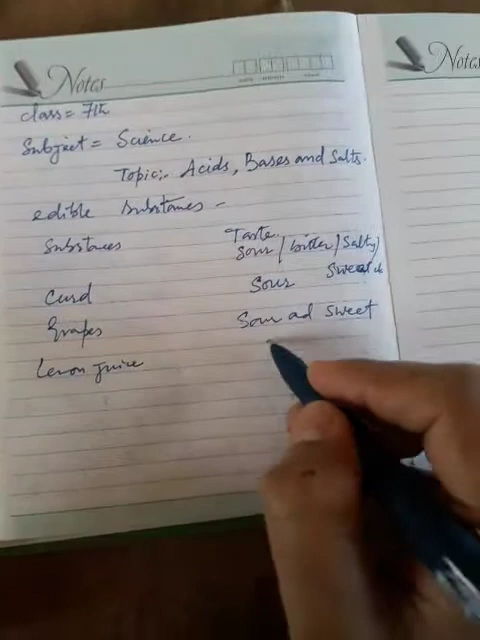 Notes
Notes
class = 7th
Subject = Science.
Topic:- Acids, Bases and Salts.
edible substances -
Substances Taste
Sour / bitter / Salty /
Sweet
Curd Sour
Grapes Sour ad sweet
Lemon juice